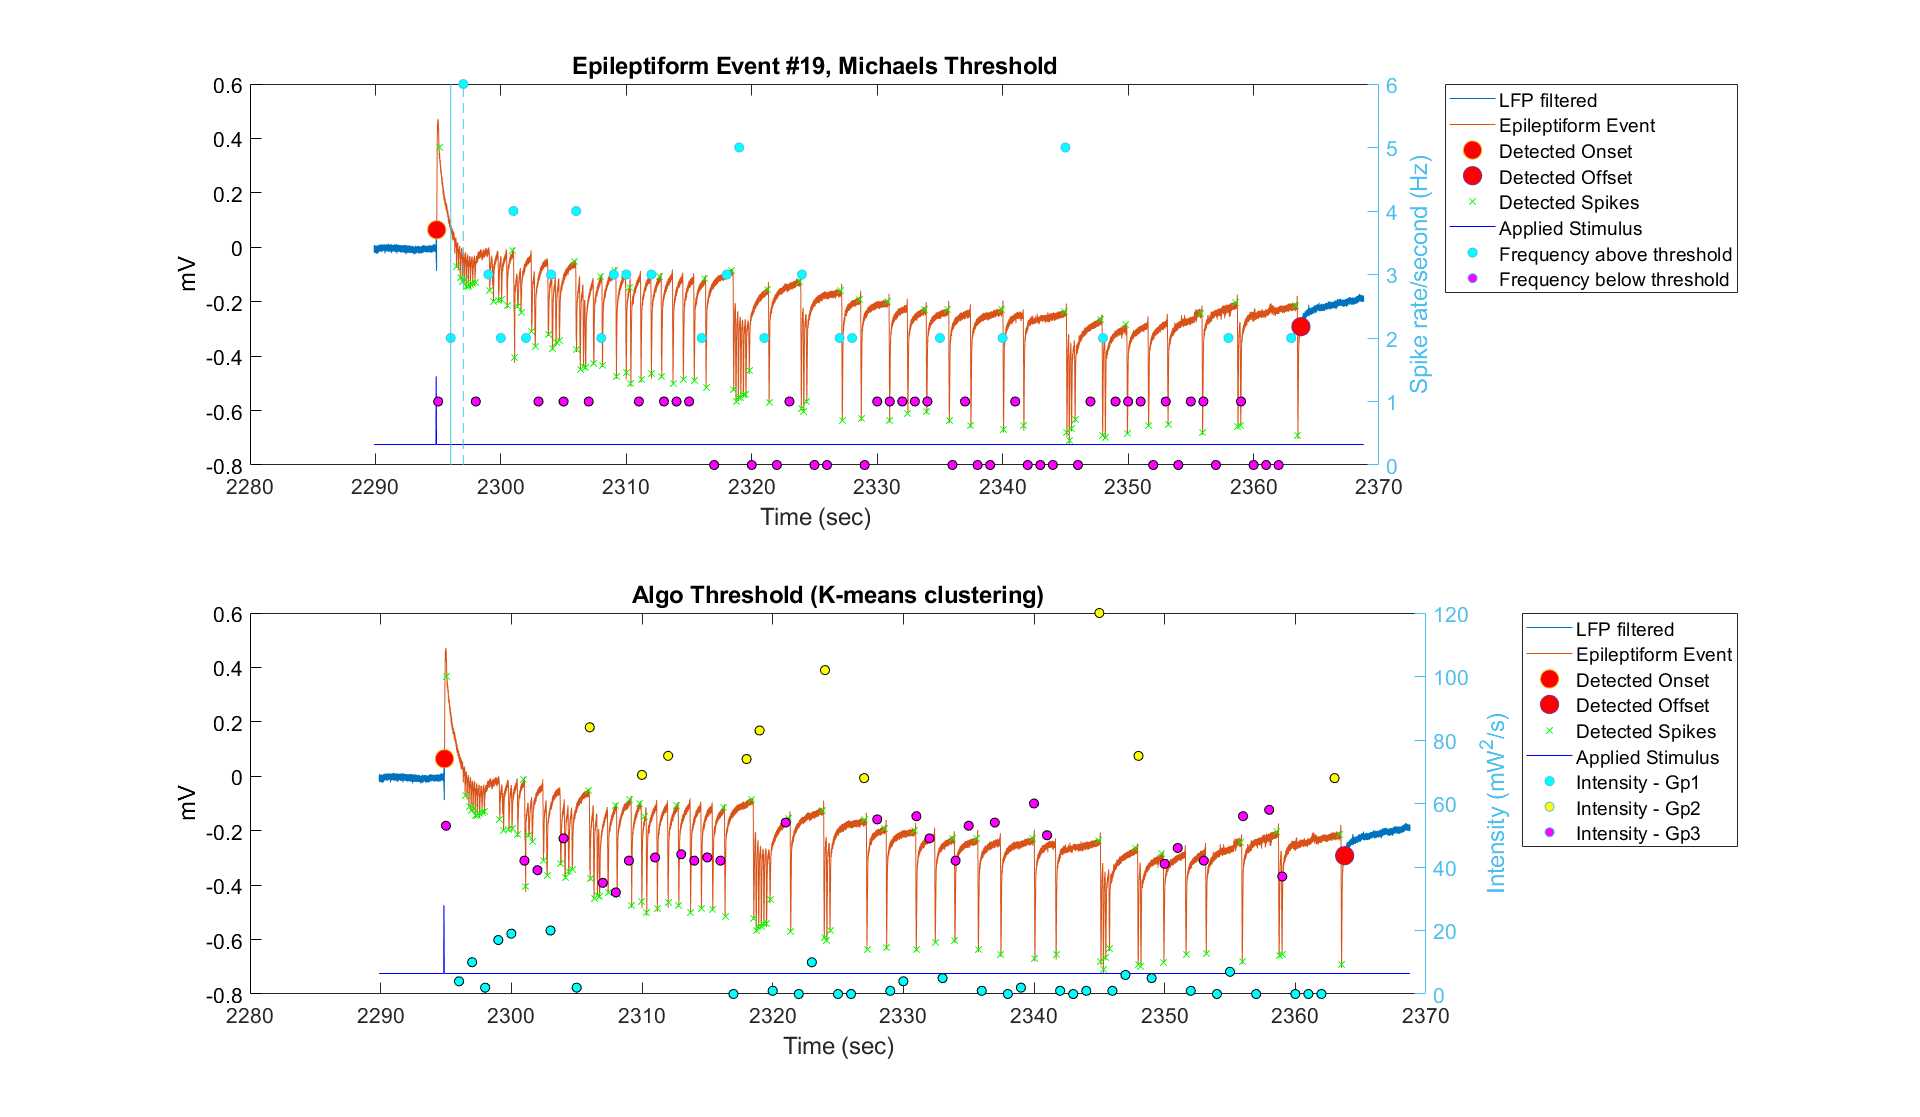 Epileptiform Event #19, Michaels Threshold
0.6
0.4
0.2
0
-0.2
-0.4
-0.6
-0.8
mV
2280
2290
2300
2310
2320
2330
2340
2350
2360
2370
Time (sec)
6
5
4
3
2
1
0
Spike rate/second (Hz)
LFP filtered
Epileptiform Event
Detected Onset
Detected Offset
Detected Spikes
Applied Stimulus
Frequency above threshold
Frequency below threshold
Algo Threshold (K-means clustering)
0.6
0.4
0.2
0
-0.2
-0.4
-0.6
-0.8
mV
2280
2290
2300
2310
2320
2330
2340
2350
2360
2370
Time (sec)
120
100
80
60
40
20
0
Intensity (mW²/s)
LFP filtered
Epileptiform Event
Detected Onset
Detected Offset
Detected Spikes
Applied Stimulus
Intensity - Gp1
Intensity - Gp2
Intensity - Gp3